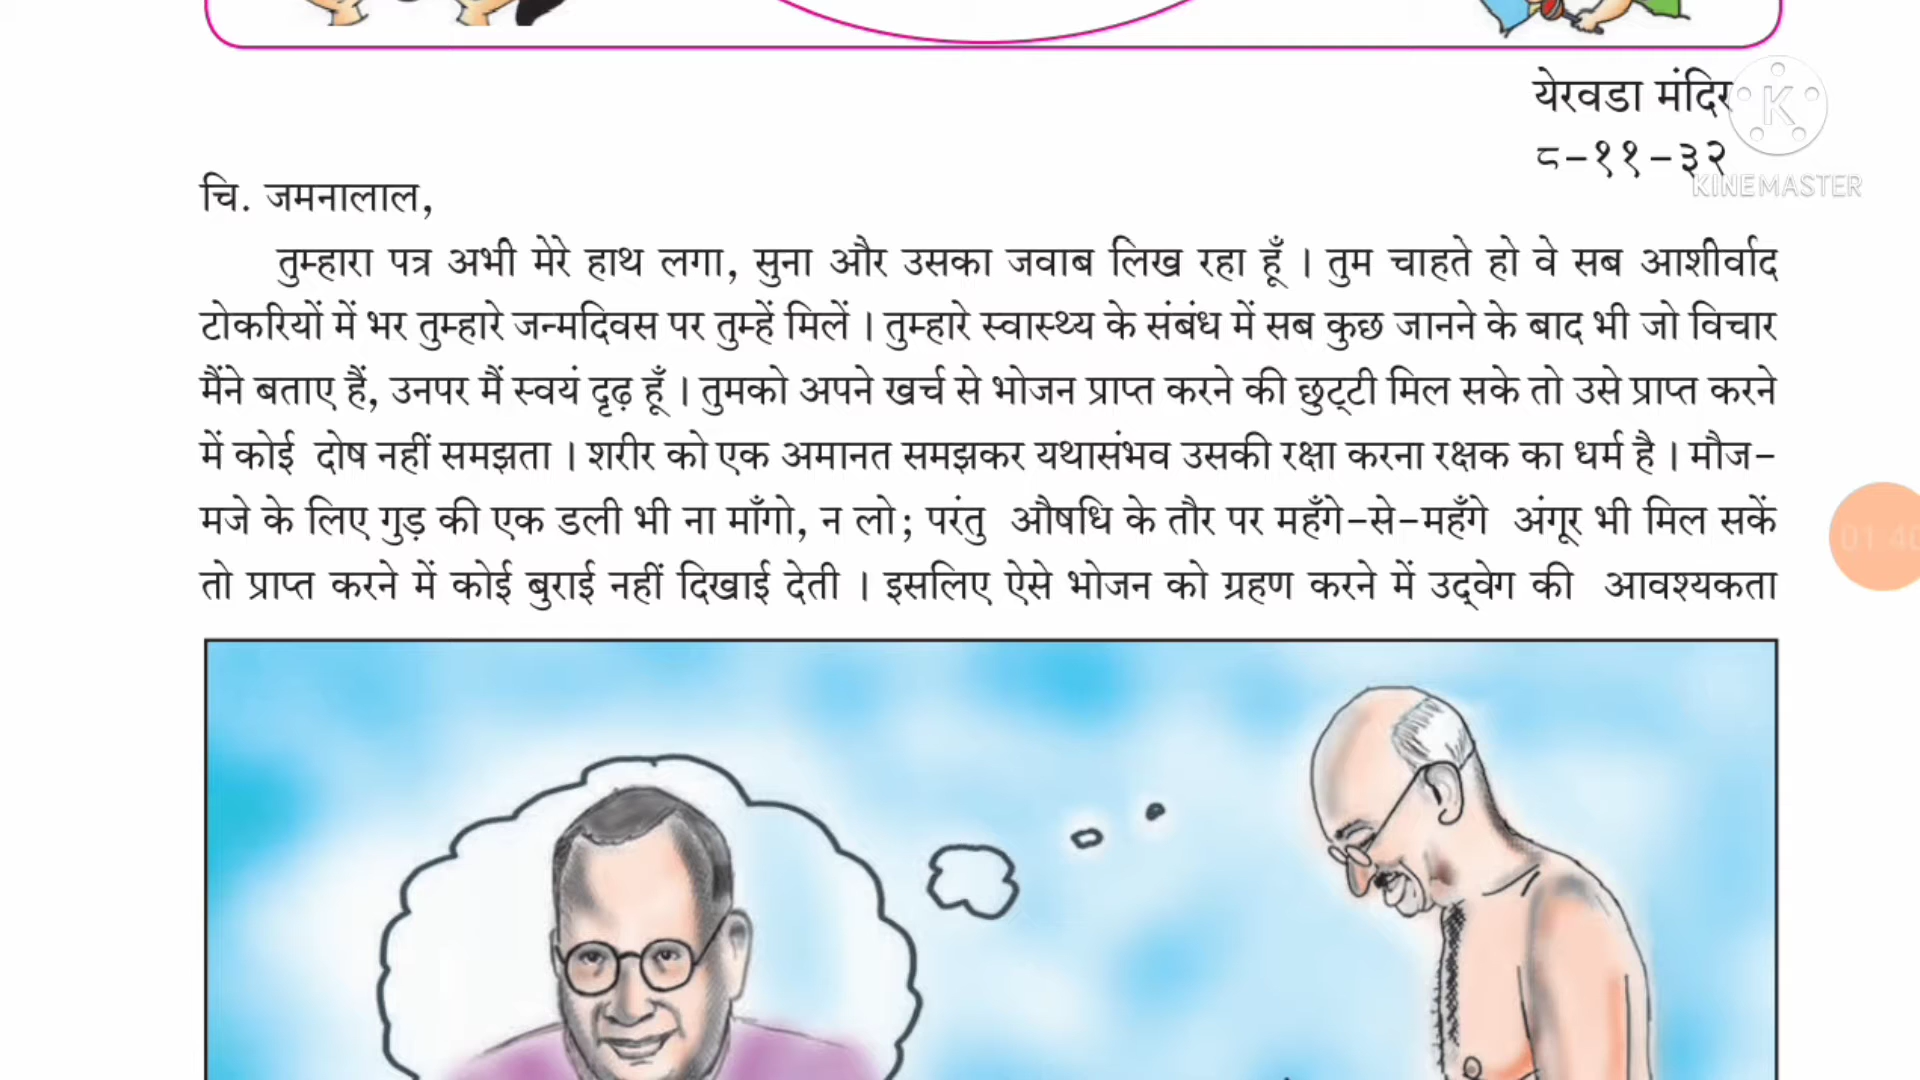 येरवडा मंदिर
८-११-३२
चि. जमनालाल,
तुम्हारा पत्र अभी मेरे हाथ लगा, सुना और उसका जवाब लिख रहा हूँ । तुम चाहते हो वे सब आशीर्वाद
टोकरियों में भर तुम्हारे जन्मदिवस पर तुम्हें मिलें । तुम्हारे स्वास्थ्य के संबंध में सब कुछ जानने के बाद भी जो विचार
मैंने बताए हैं, उनपर मैं स्वयं दृढ़ हूँ । तुमको अपने खर्च से भोजन प्राप्त करने की छुट्टी मिल सके तो उसे प्राप्त करने
में कोई दोष नहीं समझता । शरीर को एक अमानत समझकर यथासंभव उसकी रक्षा करना रक्षक का धर्म है । मौज-
मजे के लिए गुड़ की एक डली भी ना माँगो, न लो; परंतु औषधि के तौर पर महँगे-से-महँगे अंगूर भी मिल सकें
तो प्राप्त करने में कोई बुराई नहीं दिखाई देती । इसलिए ऐसे भोजन को ग्रहण करने में उद्‌वेग की आवश्यकता
K
KINEMASTER
01:40